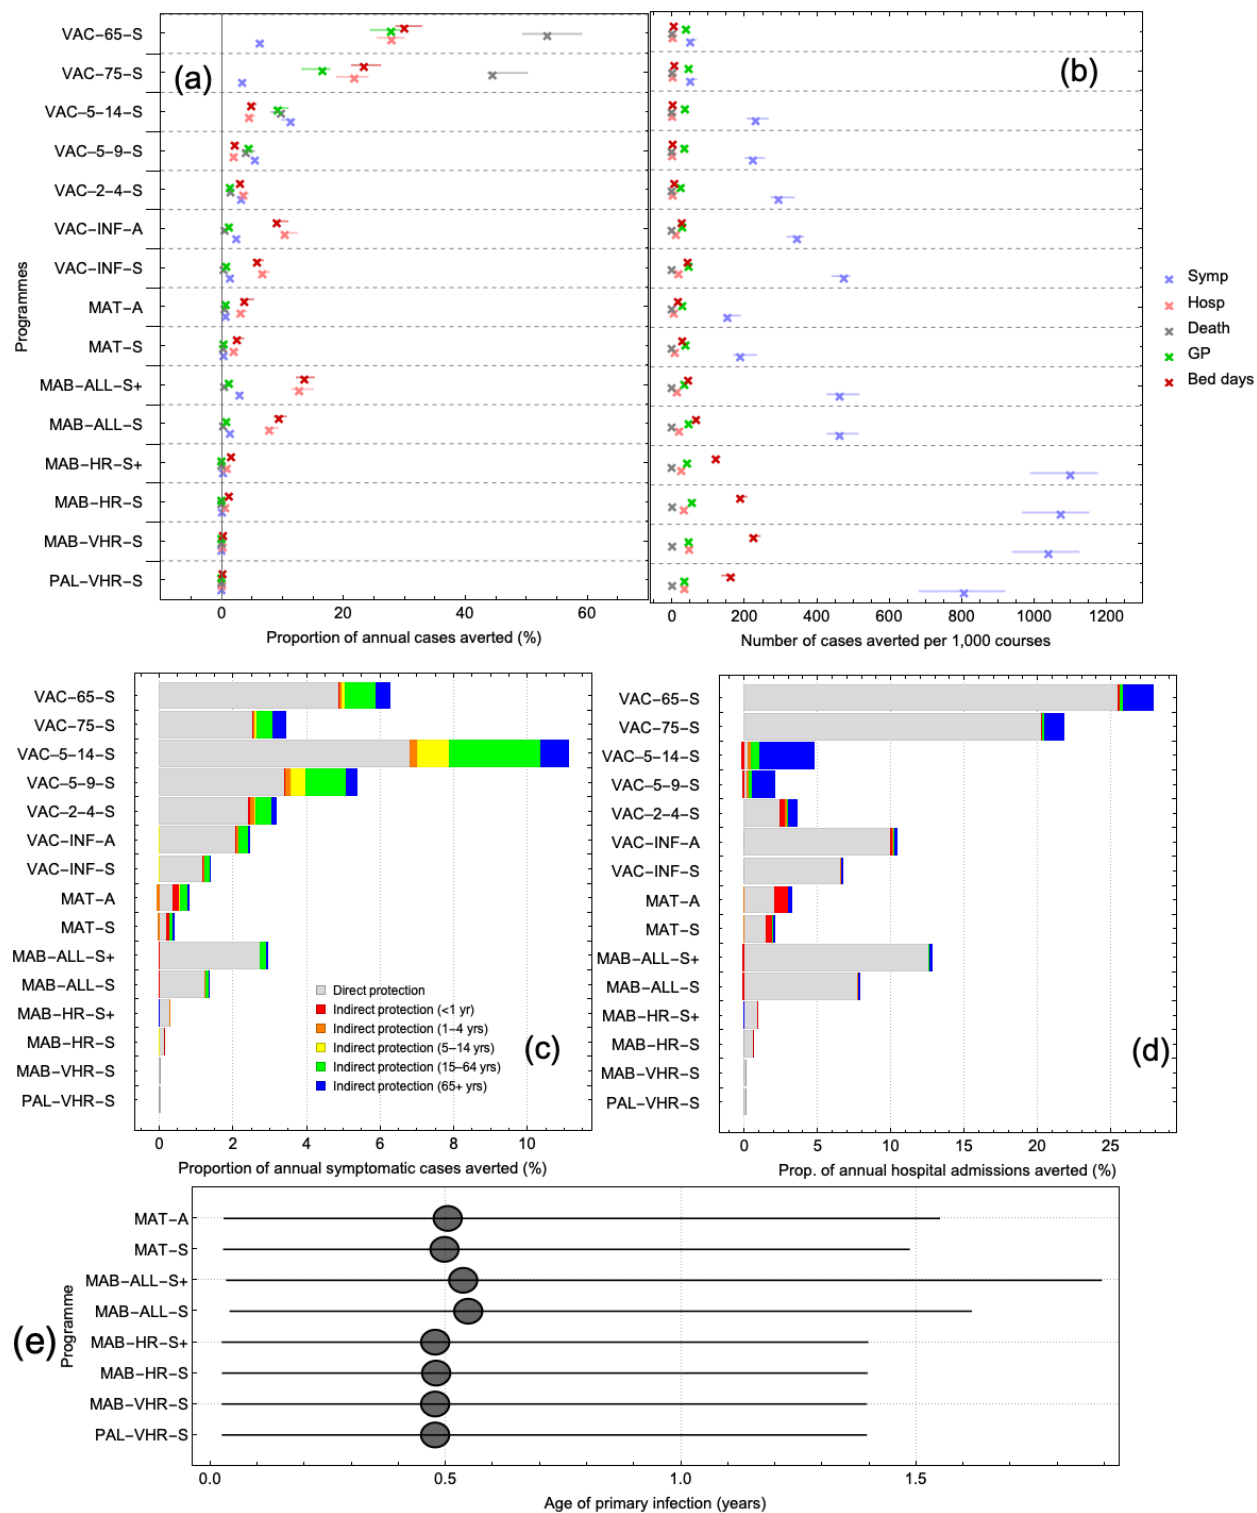 VAC−65−S
VAC−75−S
VAC−5−14−S
VAC−5−9−S
VAC−2−4−S
VAC−INF−A
VAC−INF−S
MAT−A
MAT−S
MAB−ALL−S+
MAB−ALL−S
MAB−HR−S+
MAB−HR−S
MAB−VHR−S
PAL−VHR−S
Programmes
(a)
0 20 40 60
Proportion of annual cases averted (%)
(b)
0 200 400 600 800 1000 1200
Number of cases averted per 1,000 courses
Symp
Hosp
Death
GP
Bed days
VAC−65−S
VAC−75−S
VAC−5−14−S
VAC−5−9−S
VAC−2−4−S
VAC−INF−A
VAC−INF−S
MAT−A
MAT−S
MAB−ALL−S+
MAB−ALL−S
MAB−HR−S+
MAB−HR−S
MAB−VHR−S
PAL−VHR−S
Direct protection
Indirect protection (<1 yr)
Indirect protection (1−4 yrs)
Indirect protection (5−14 yrs)
Indirect protection (15−64 yrs)
Indirect protection (65+ yrs)
(c)
0 2 4 6 8 10
Proportion of annual symptomatic cases averted (%)
VAC−65−S
VAC−75−S
VAC−5−14−S
VAC−5−9−S
VAC−2−4−S
VAC−INF−A
VAC−INF−S
MAT−A
MAT−S
MAB−ALL−S+
MAB−ALL−S
MAB−HR−S+
MAB−HR−S
MAB−VHR−S
PAL−VHR−S
(d)
0 5 10 15 20 25
Prop. of annual hospital admissions averted (%)
(e)
Programme
MAT−A
MAT−S
MAB−ALL−S+
MAB−ALL−S
MAB−HR−S+
MAB−HR−S
MAB−VHR−S
PAL−VHR−S
0.0 0.5 1.0 1.5
Age of primary infection (years)